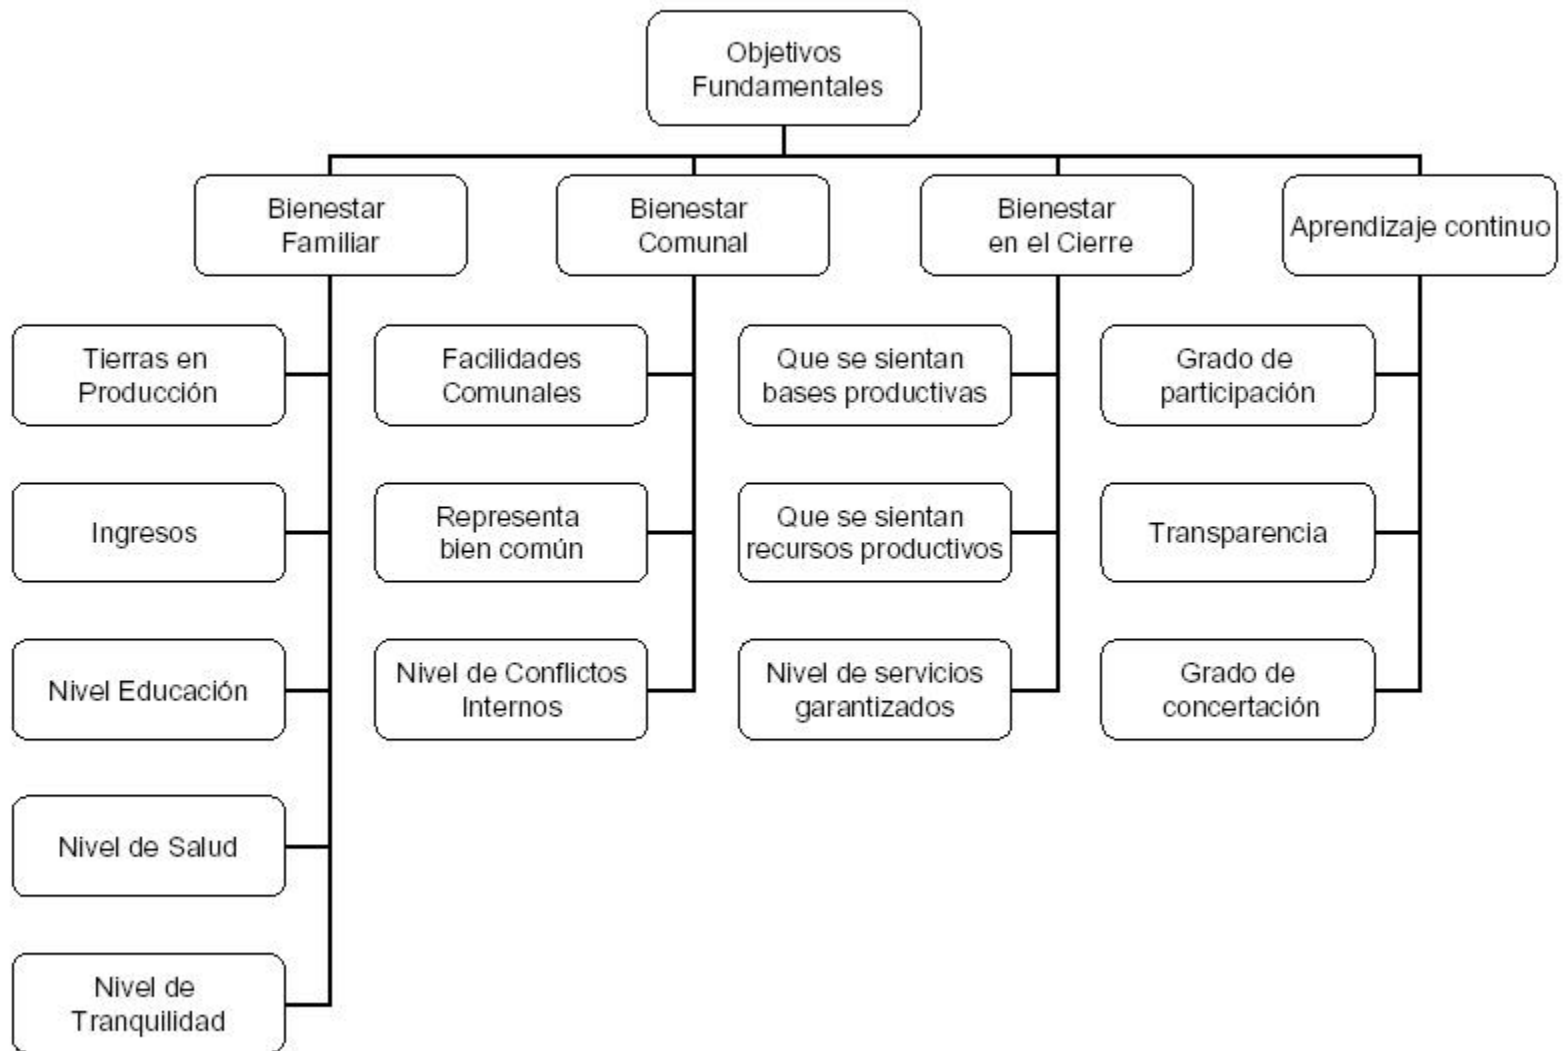 Objetivos
Fundamentales
Bienestar
Familiar
Bienestar
Comunal
Bienestar
en el Cierre
Aprendizaje continuo
Tierras en
Producción
Ingresos
Nivel Educación
Nivel de Salud
Nivel de
Tranquilidad
Facilidades
Comunales
Representa
bien común
Nivel de Conflictos
Internos
Que se sientan
bases productivas
Que se sientan
recursos productivos
Nivel de servicios
garantizados
Grado de
participación
Transparencia
Grado de
concertación